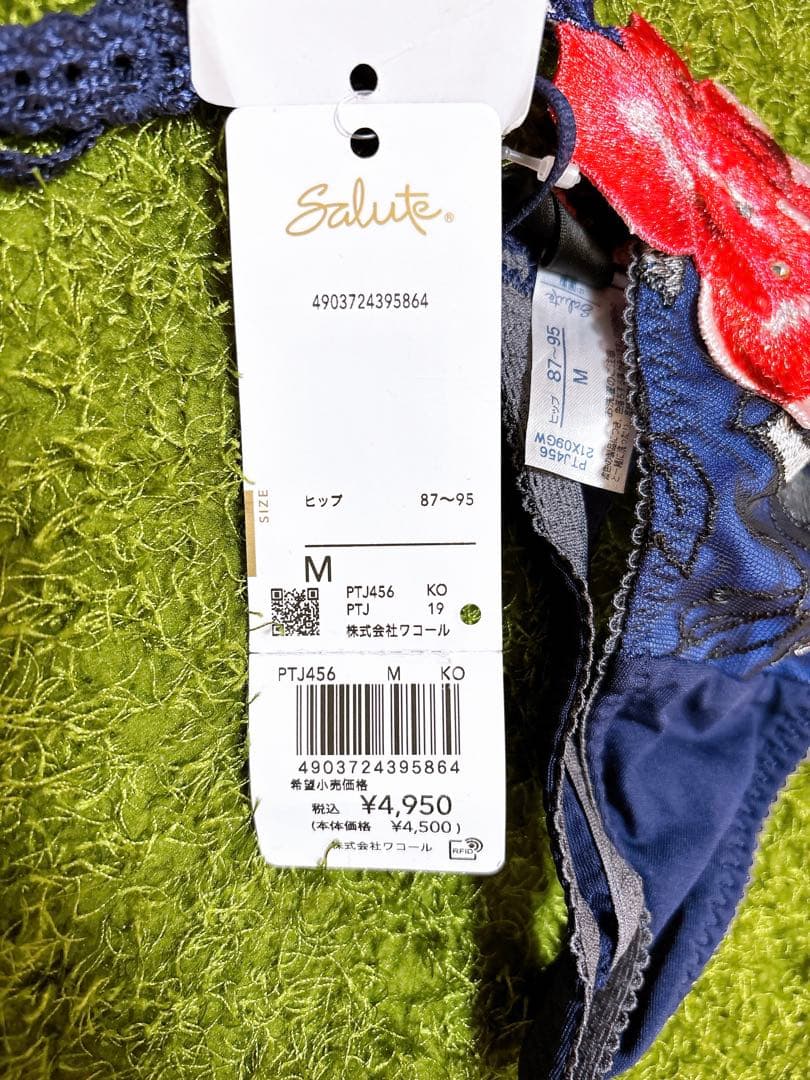 Salute®
4903724395864
SIZE
ヒップ 87〜95
M
PTJ456 KO
PTJ 19
株式会社ワコール
PTJ456 M KO
4903724395864
希望小売価格
税込 ¥4,950
(本体価格 ¥4,500)
株式会社ワコール
RFID
Salute
ヒップ 87〜95
M
PTJ456
21X09GW